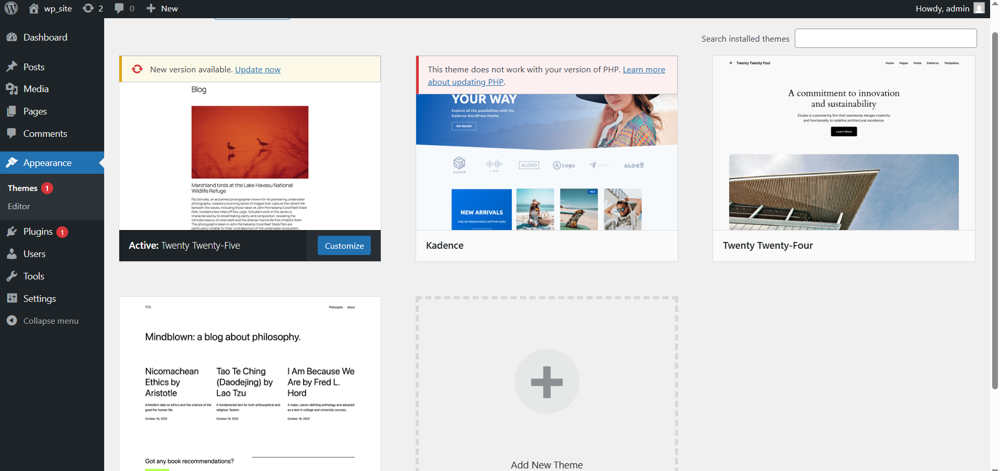 wp_site 2 0 New Howdy, admin
Dashboard
Posts
Media
Pages
Comments
Appearance
Themes 1
Editor
Plugins 1
Users
Tools
Settings
Collapse menu
Search installed themes
New version available. Update now
Blog
Marshland birds at the Lake Havasu National
Wildlife Refuge
Flip Schulke, an acclaimed photographer known for his pioneering underwater
photography, created a stunning series of images that capture the vibrant life
beneath the waves, including those taken at John Pennekamp Coral Reef State
Park, located a few miles off Key Largo. Schulke's work in this series is
characterized by its breathtaking clarity and composition, revealing the
intricate beauty of coral reefs and the diverse marine life that inhabits them.
The photographs taken in John Pennekamp Coral Reef State Park are
particularly notable for their vivid depiction of the underwater ecosystem.
Active: Twenty Twenty-Five
Customize
This theme does not work with your version of PHP. Learn more
about updating PHP.
YOUR WAY
Explore all the possibilities with the
Kadence WordPress theme.
Get Started
ALOGO
ALOGO
Logo
ALOCO
SALE
NEW ARRIVALS
shop our latest products and fresh styles
Kadence
Twenty Twenty Four
Home Pages Posts Patterns Templates
A commitment to innovation
and sustainability
Études is a pioneering firm that seamlessly merges creativity
and functionality to redefine architectural excellence.
Learn More
Twenty Twenty-Four
TT3
Philosophy About
Mindblown: a blog about philosophy.
Nicomachean
Ethics by
Aristotle
Aristotle's take on ethics and the science of the
good for human life.
October 19, 2022
Tao Te Ching
(Daodejing) by
Lao Tzu
A fundamental text for both philosophical and
religious Taoism.
October 19, 2022
I Am Because We
Are by Fred L.
Hord
A major, canon-defining anthology and adopted
as a text in college and university courses.
October 19, 2022
Got any book recommendations?
Add New Theme